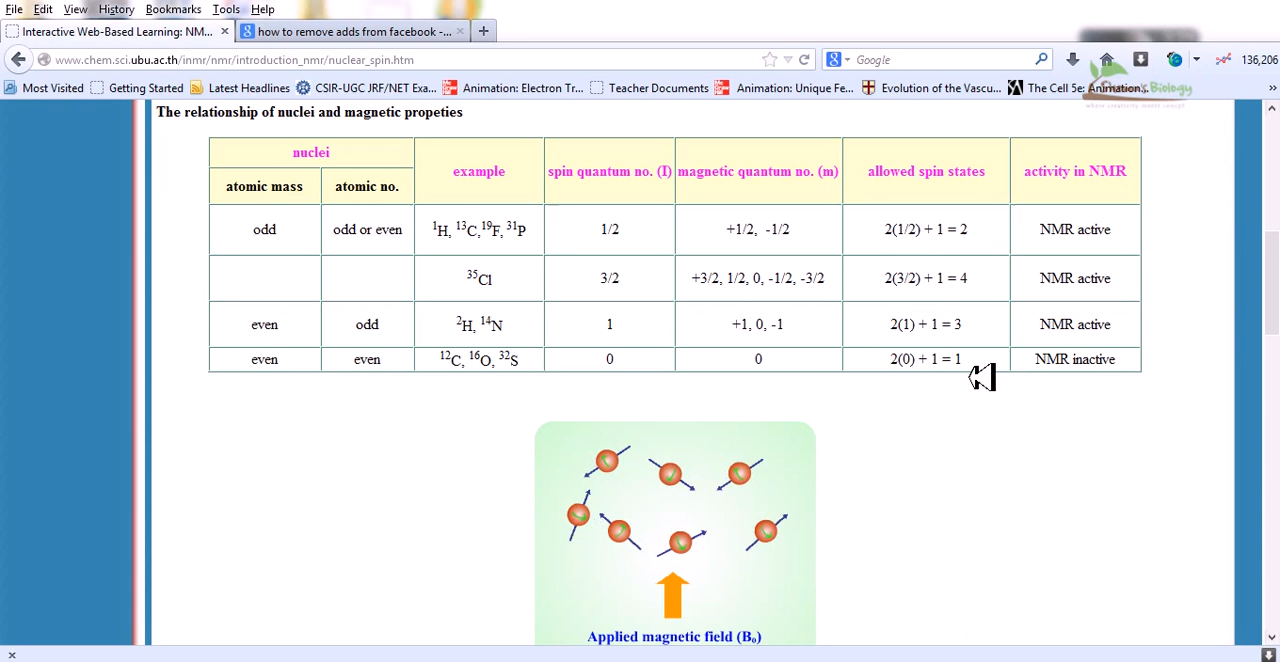 File Edit View History Bookmarks Tools Help
Interactive Web-Based Learning: NM... × how to remove adds from facebook -... × +
www.chem.sci.ubu.ac.th/inmr/nmr/introduction_nmr/nuclear_spin.htm Google 136,206
Most Visited Getting Started Latest Headlines CSIR-UGC JRF/NET Exa... Animation: Electron Tr... Teacher Documents Animation: Unique Fe... Evolution of the Vascu... The Cell 5e: Animation... »
Biology
The relationship of nuclei and magnetic propeties
nuclei example spin quantum no. (I) magnetic quantum no. (m) allowed spin states activity in NMR
atomic mass atomic no.
odd odd or even ¹H, ¹³C,¹⁹F, ³¹P 1/2 +1/2, -1/2 2(1/2) + 1 = 2 NMR active
³⁵Cl 3/2 +3/2, 1/2, 0, -1/2, -3/2 2(3/2) + 1 = 4 NMR active
even odd ²H, ¹⁴N 1 +1, 0, -1 2(1) + 1 = 3 NMR active
even even ¹²C, ¹⁶O, ³²S 0 0 2(0) + 1 = 1 NMR inactive
Applied magnetic field (B₀)